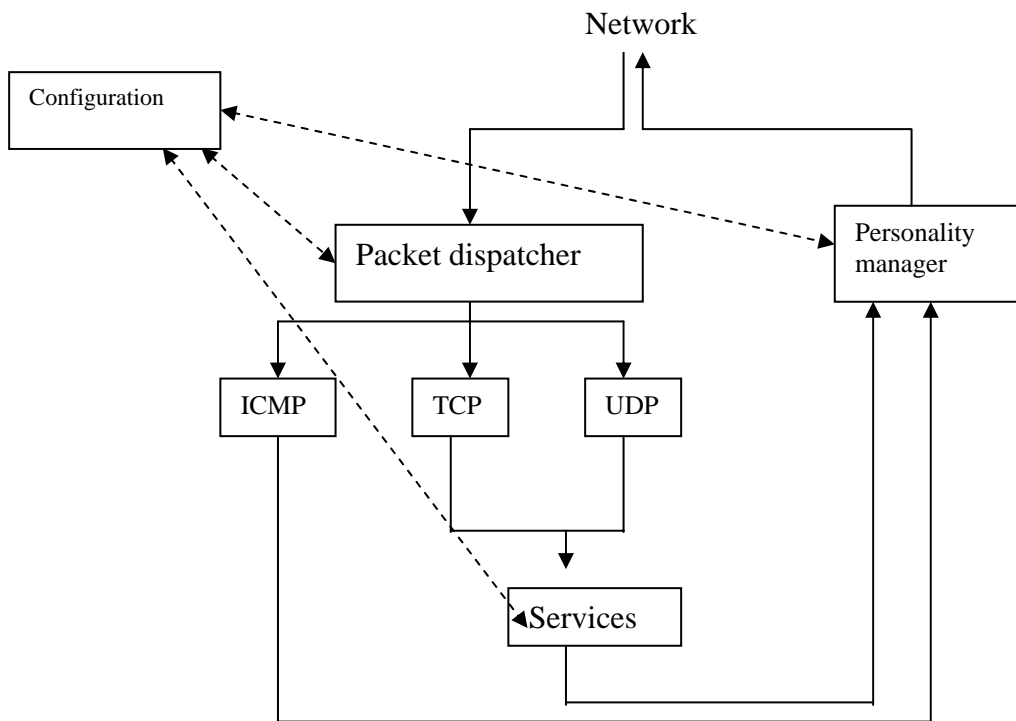 Network
Configuration
Packet dispatcher
Personality
manager
ICMP
TCP
UDP
Services